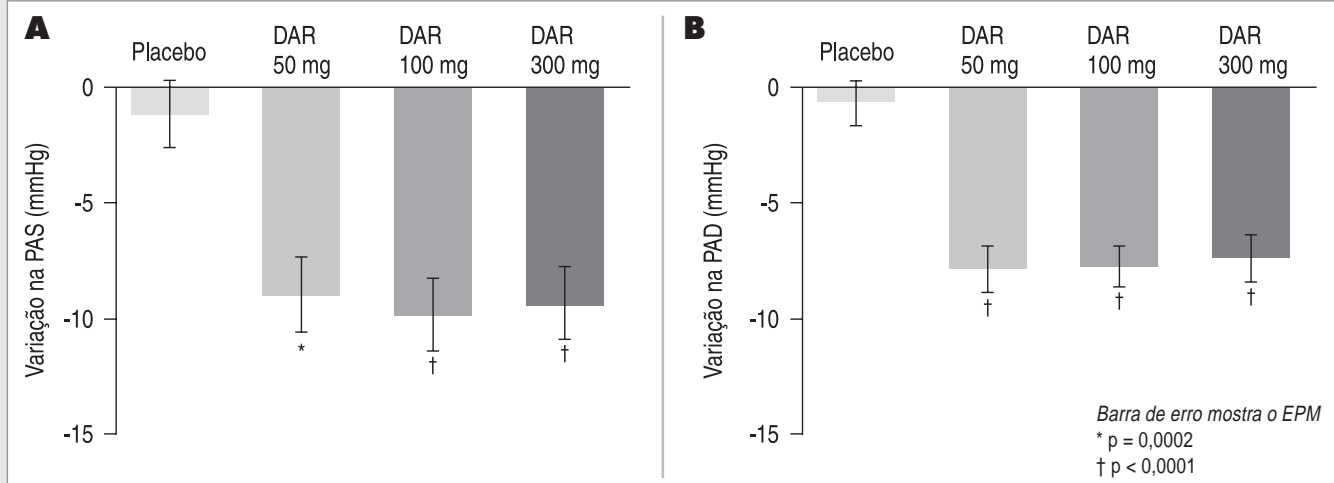 A
Placebo
DAR
50 mg
DAR
100 mg
DAR
300 mg
0
-5
-10
-15
Variação na PAS (mmHg)
*
†
†
B
Placebo
DAR
50 mg
DAR
100 mg
DAR
300 mg
0
-5
-10
-15
Variação na PAD (mmHg)
†
†
†
Barra de erro mostra o EPM
* p = 0,0002
† p < 0,0001